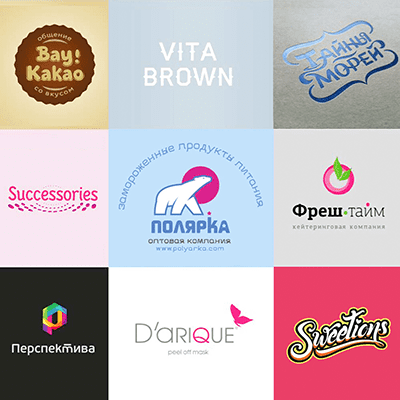 общение
Вау!
Какао
со вкусом
VITA
BROWN
ТАЙНЫ
МОРЕЙ
Successories
замороженные продукты питания
ПОЛЯРКА
оптовая компания
www.polyarka.com
Фреш•тайм
кейтеринговая компания
Перспектива
D'ARIQUE
peel off mask
Sweetions